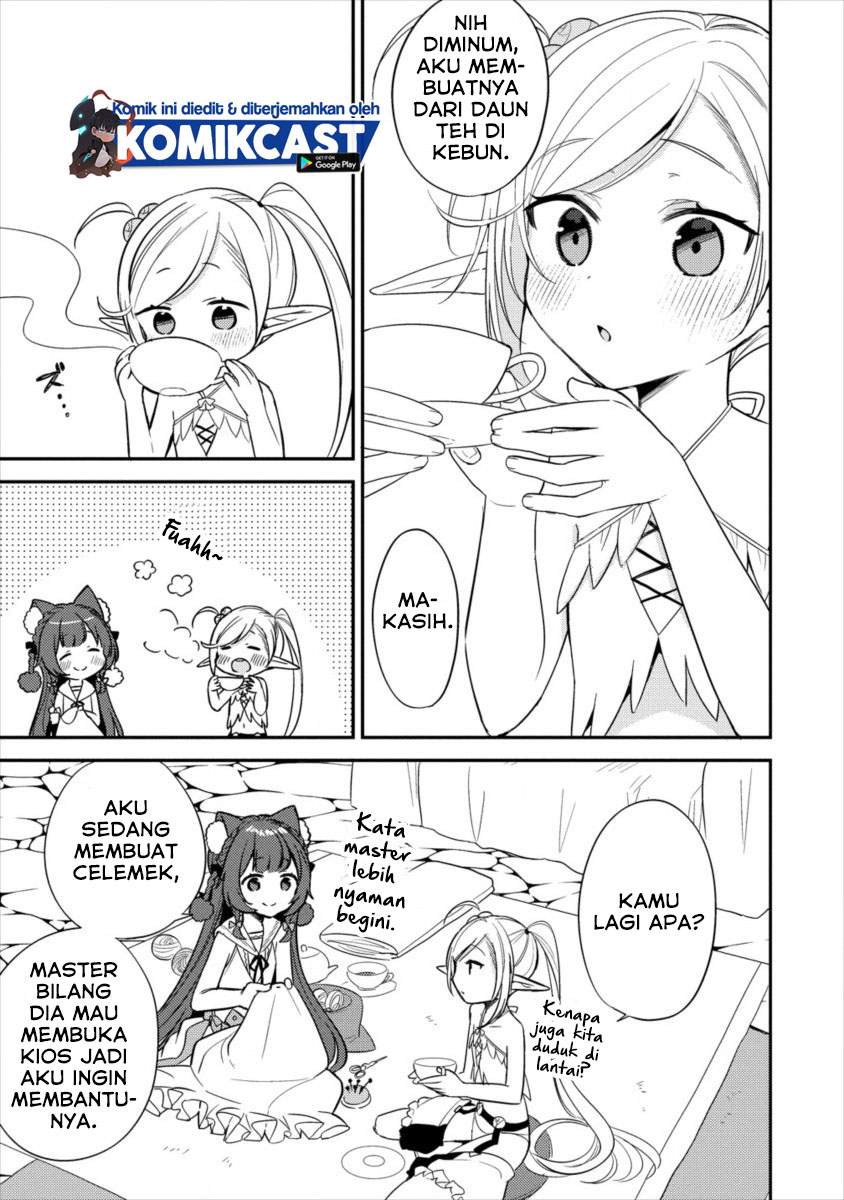 NIH
DIMINUM,
AKU MEM-
BUATNYA
DARI DAUN
TEH DI
KEBUN.
MA-
KASIH.
Komik ini diedit & diterjemahkan oleh
KOMIKCAST
GET IT ON
Google Play
ズ...
Fuahh~
KAMU
LAGI APA?
Kenapa
juga kita
duduk di
lantai?
Kata
master
lebih
nyaman
begini.
AKU
SEDANG
MEMBUAT
CELEMEK,
MASTER
BILANG
DIA MAU
MEMBUKA
KIOS JADI
AKU INGIN
MEMBANTU-
NYA.